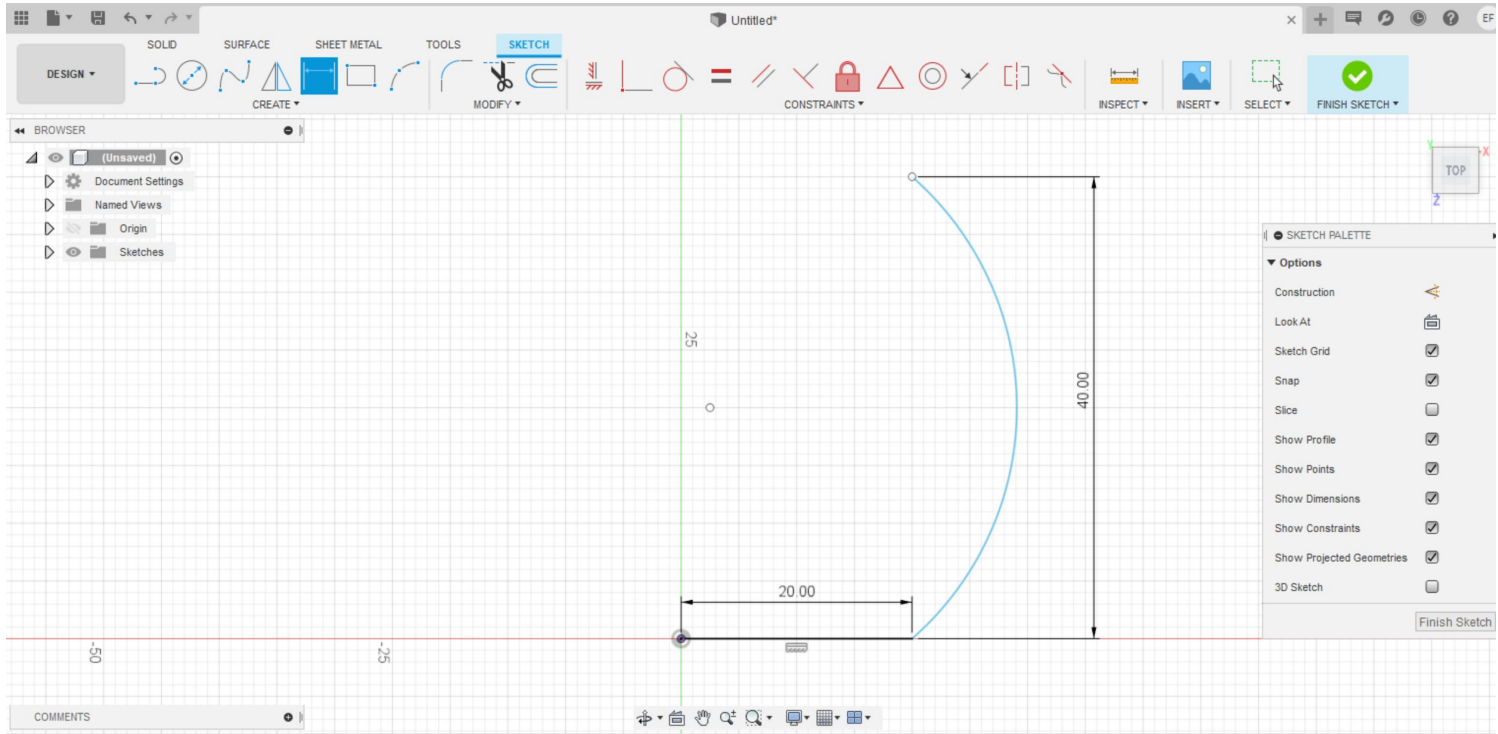 Untitled*
EF
SOLID SURFACE SHEET METAL TOOLS SKETCH
DESIGN
CREATE MODIFY CONSTRAINTS INSPECT INSERT SELECT FINISH SKETCH
BROWSER
(Unsaved)
Document Settings
Named Views
Origin
Sketches
Y
X
TOP
Z
SKETCH PALETTE
Options
Construction
Look At
Sketch Grid
Snap
Slice
Show Profile
Show Points
Show Dimensions
Show Constraints
Show Projected Geometries
3D Sketch
Finish Sketch
25
40.00
20.00
-50
-25
COMMENTS